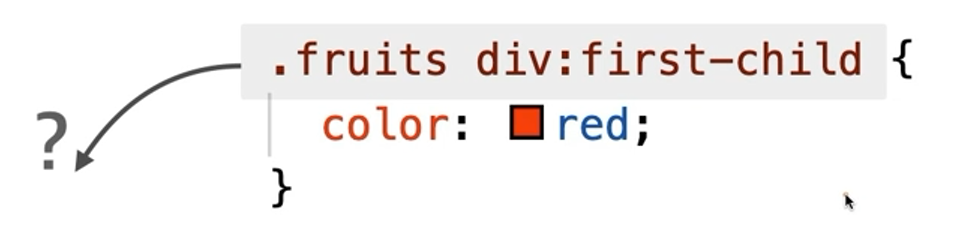 .fruits div:first-child {
?
color: red;
}